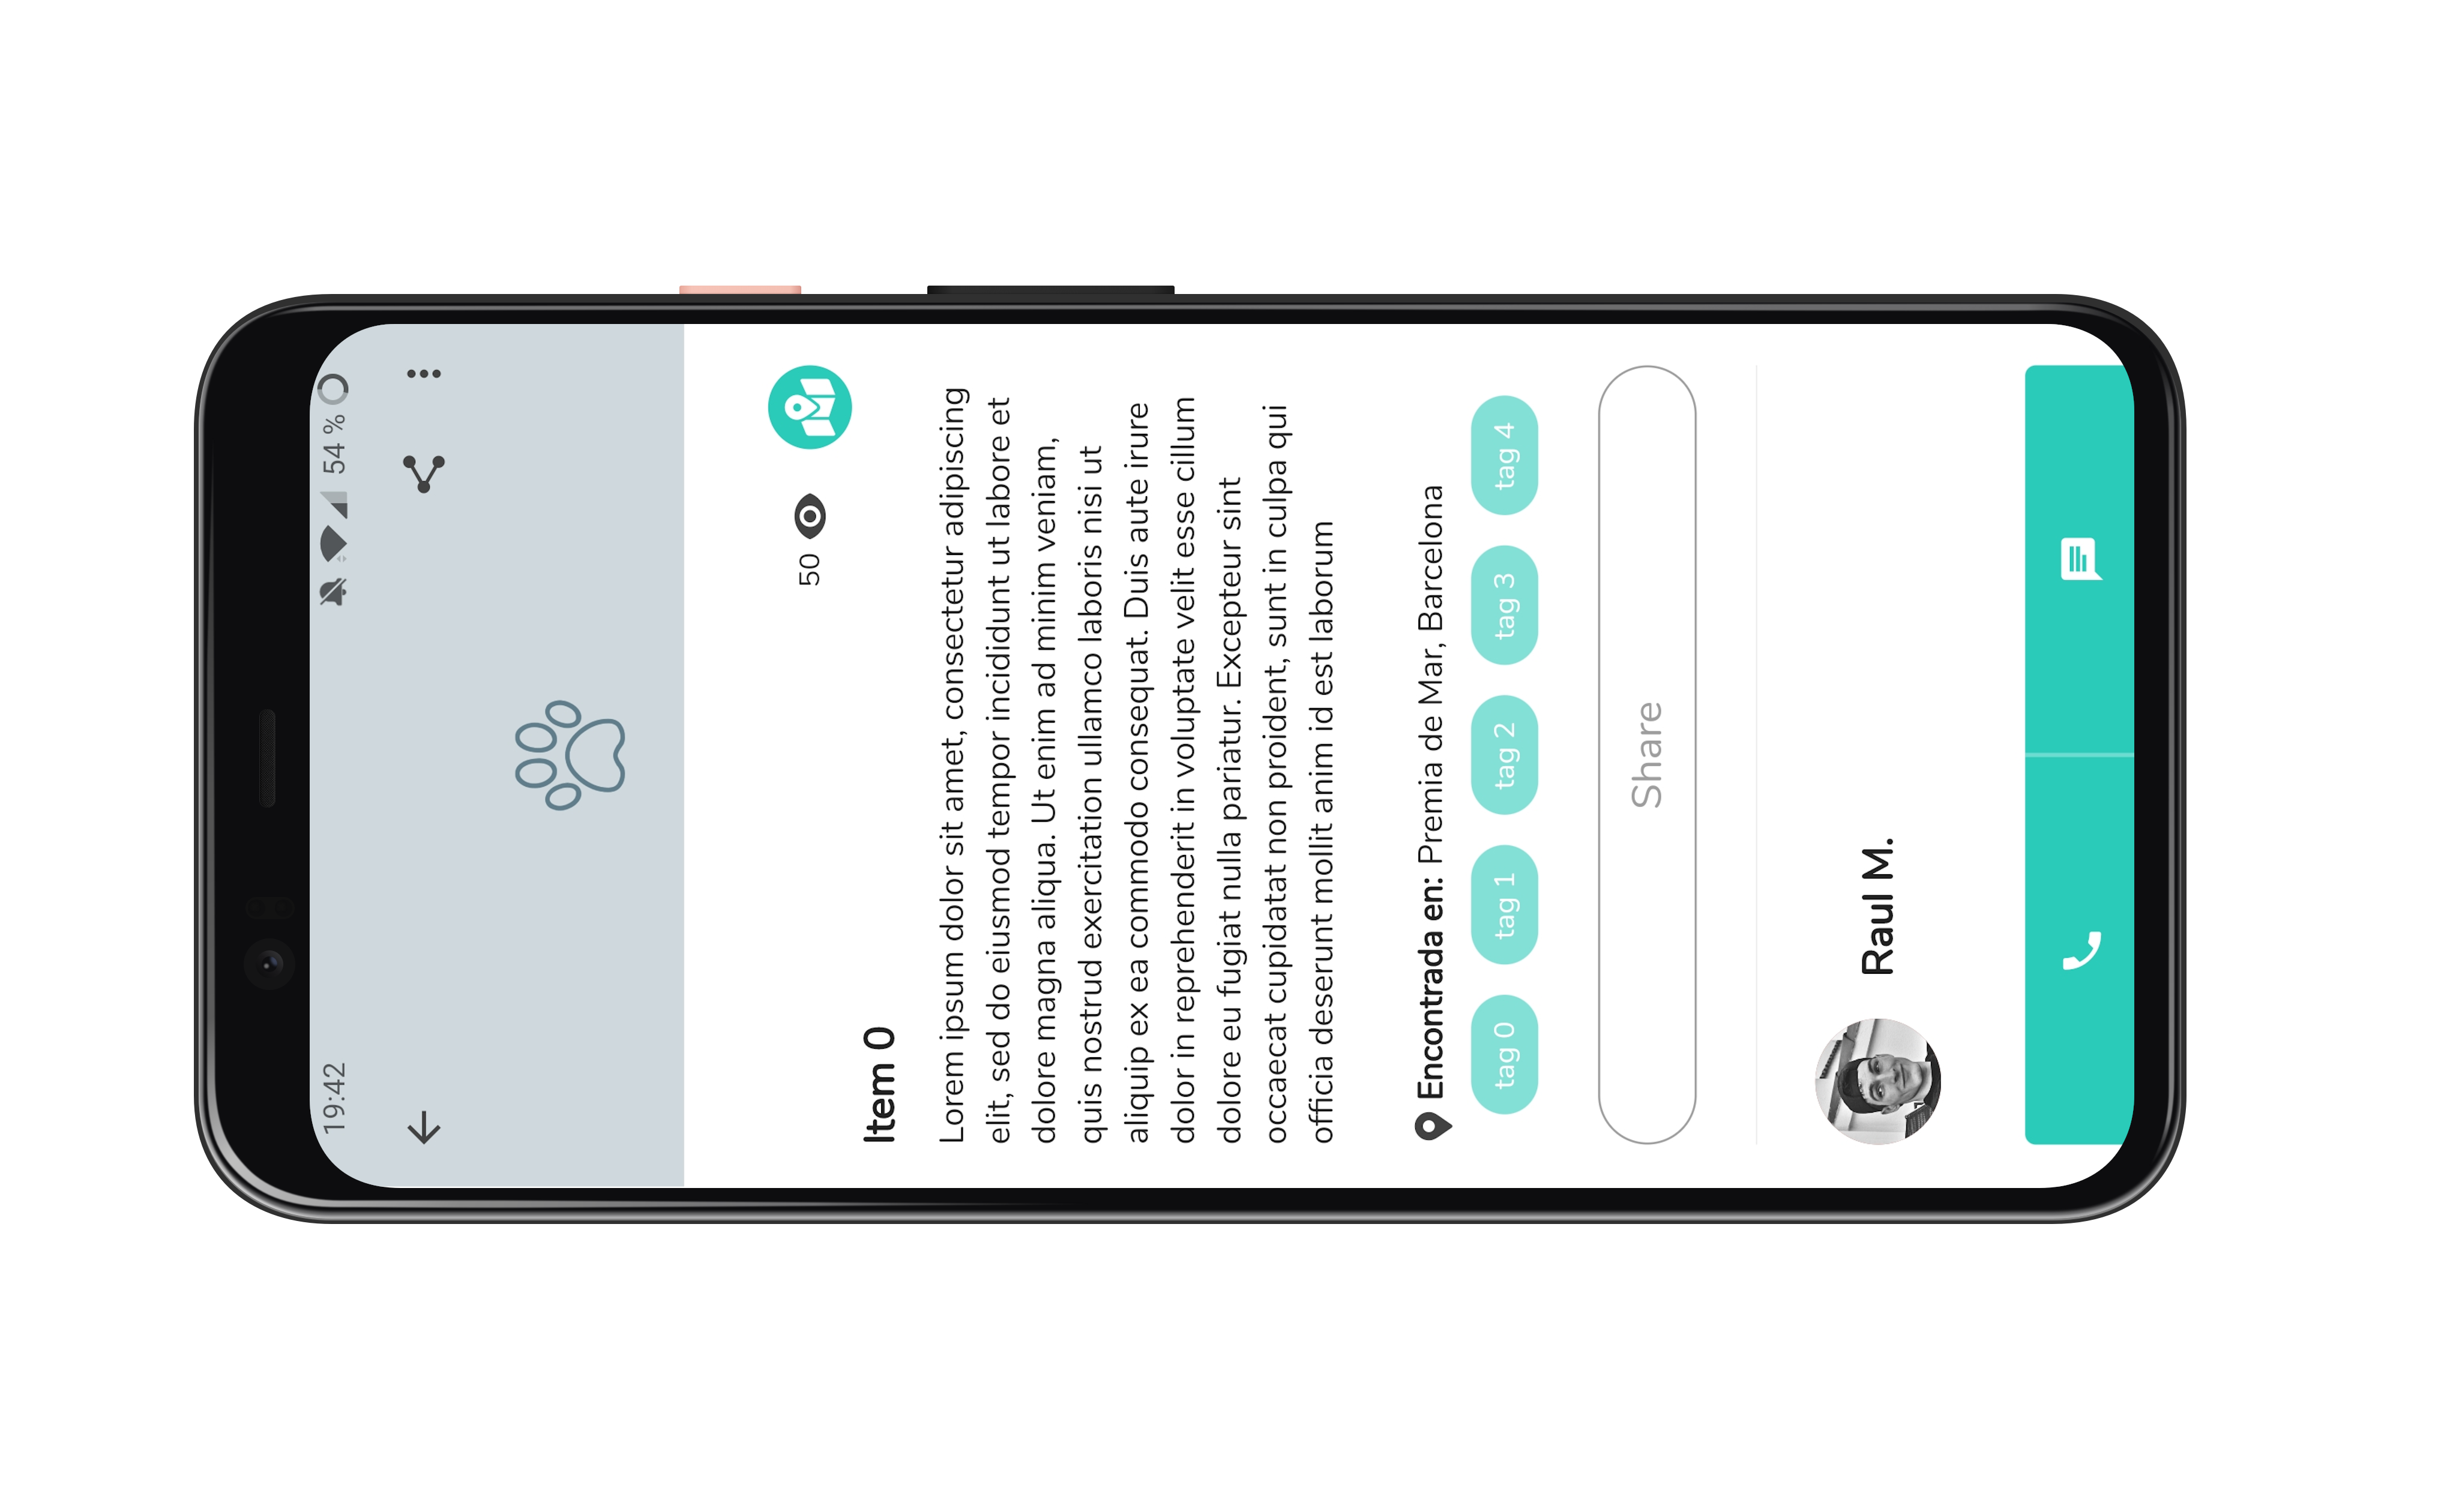 19:42
54 %
50
Item 0
Lorem ipsum dolor sit amet, consectetur adipiscing
elit, sed do eiusmod tempor incididunt ut labore et
dolore magna aliqua. Ut enim ad minim veniam,
quis nostrud exercitation ullamco laboris nisi ut
aliquip ex ea commodo consequat. Duis aute irure
dolor in reprehenderit in voluptate velit esse cillum
dolore eu fugiat nulla pariatur. Excepteur sint
occaecat cupidatat non proident, sunt in culpa qui
officia deserunt mollit anim id est laborum
Encontrada en: Premia de Mar, Barcelona
tag 0 tag 1 tag 2 tag 3 tag 4
Share
Raul M.